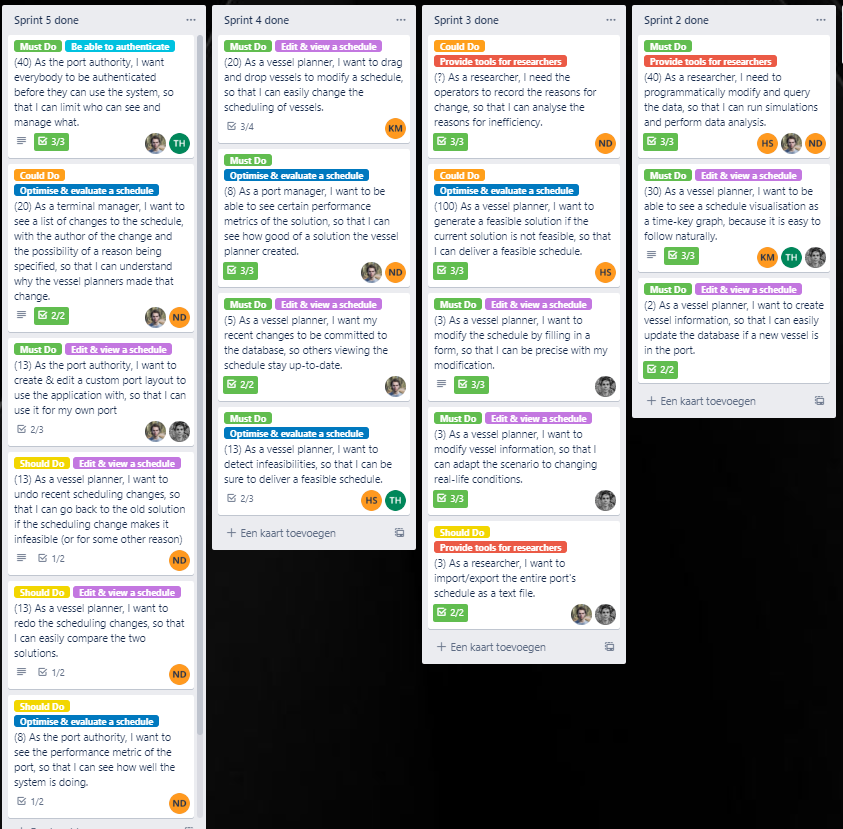 Sprint 5 done
Must Do Be able to authenticate
(40) As the port authority, I want
everybody to be authenticated
before they can use the system, so
that I can limit who can see and
manage what.
3/3 TH
Could Do
Optimise & evaluate a schedule
(20) As a terminal manager, I want to
see a list of changes to the schedule,
with the author of the change and
the possibility of a reason being
specified, so that I can understand
why the vessel planners made that
change.
2/2 ND
Must Do Edit & view a schedule
(13) As the port authority, I want to
create & edit a custom port layout to
use the application with, so that I can
use it for my own port
2/3
Should Do Edit & view a schedule
(13) As a vessel planner, I want to
undo recent scheduling changes, so
that I can go back to the old solution
if the scheduling change makes it
infeasible (or for some other reason)
1/2 ND
Should Do Edit & view a schedule
(13) As a vessel planner, I want to
redo the scheduling changes, so that
I can easily compare the two
solutions.
1/2 ND
Should Do
Optimise & evaluate a schedule
(8) As the port authority, I want to
see the performance metric of the
port, so that I can see how well the
system is doing.
1/2 ND
Sprint 4 done
Must Do Edit & view a schedule
(20) As a vessel planner, I want to drag
and drop vessels to modify a schedule,
so that I can easily change the
scheduling of vessels.
3/4 KM
Must Do
Optimise & evaluate a schedule
(8) As a port manager, I want to be
able to see certain performance
metrics of the solution, so that I can
see how good of a solution the vessel
planner created.
3/3 ND
Must Do Edit & view a schedule
(5) As a vessel planner, I want my
recent changes to be committed to
the database, so others viewing the
schedule stay up-to-date.
2/2
Must Do
Optimise & evaluate a schedule
(13) As a vessel planner, I want to
detect infeasibilities, so that I can be
sure to deliver a feasible schedule.
2/3 HS TH
+ Een kaart toevoegen
Sprint 3 done
Could Do
Provide tools for researchers
(?) As a researcher, I need the
operators to record the reasons for
change, so that I can analyse the
reasons for inefficiency.
3/3 ND
Could Do
Optimise & evaluate a schedule
(100) As a vessel planner, I want to
generate a feasible solution if the
current solution is not feasible, so that
I can deliver a feasible schedule.
3/3 HS
Must Do Edit & view a schedule
(3) As a vessel planner, I want to
modify the schedule by filling in a
form, so that I can be precise with my
modification.
3/3
Must Do Edit & view a schedule
(3) As a vessel planner, I want to
modify vessel information, so that I
can adapt the scenario to changing
real-life conditions.
3/3
Should Do
Provide tools for researchers
(3) As a researcher, I want to
import/export the entire port's
schedule as a text file.
2/2
+ Een kaart toevoegen
Sprint 2 done
Must Do
Provide tools for researchers
(40) As a researcher, I need to
programmatically modify and query
the data, so that I can run simulations
and perform data analysis.
3/3 HS ND
Must Do Edit & view a schedule
(30) As a vessel planner, I want to be
able to see a schedule visualisation as
a time-key graph, because it is easy to
follow naturally.
3/3 KM TH
Must Do Edit & view a schedule
(2) As a vessel planner, I want to create
vessel information, so that I can easily
update the database if a new vessel is
in the port.
2/2
+ Een kaart toevoegen